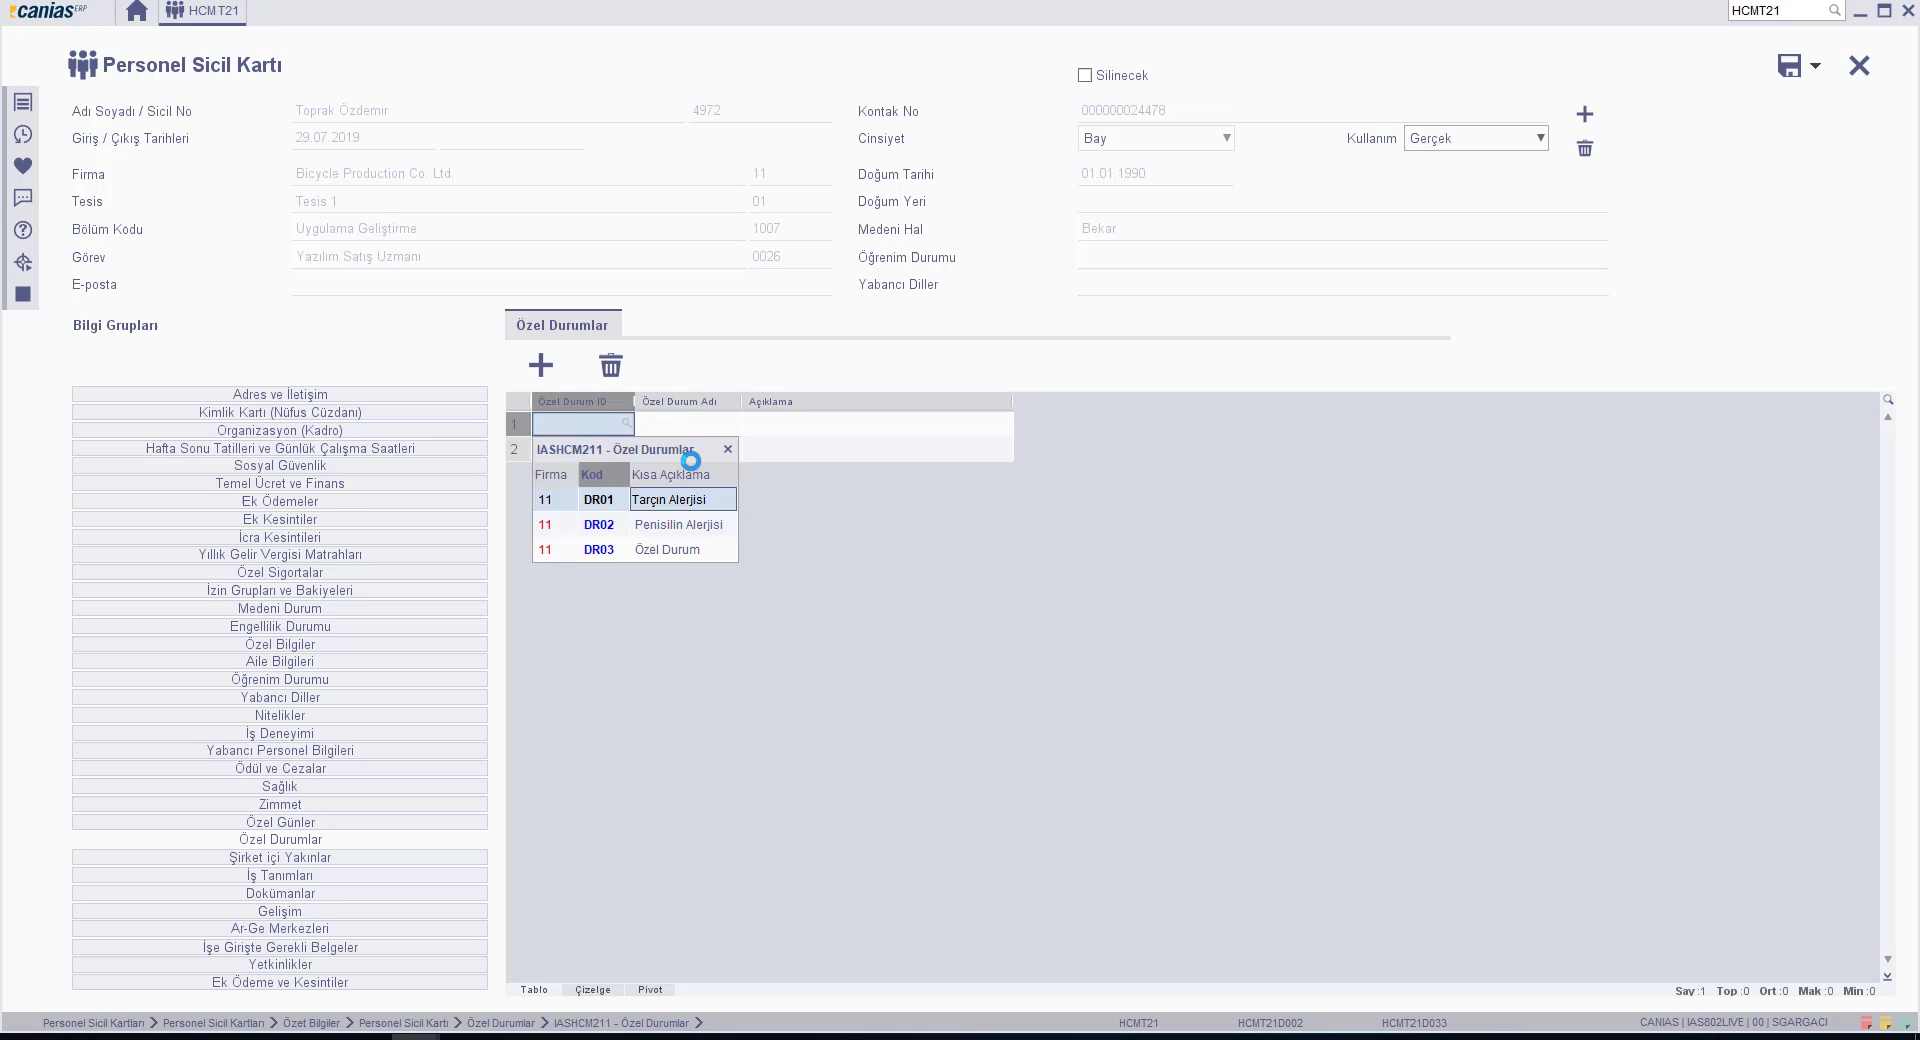 canias ERP
HCMT21
HCMT21
Personel Sicil Kartı
Silinecek
Adı Soyadı / Sicil No
Toprak Özdemir
4972
Kontak No
000000024478
Giriş / Çıkış Tarihleri
29.07.2019
Cinsiyet
Bay
Kullanım
Gerçek
Firma
Bicycle Production Co. Ltd.
11
Doğum Tarihi
01.01.1990
Tesis
Tesis 1
01
Doğum Yeri
Bölüm Kodu
Uygulama Geliştirme
1007
Medeni Hal
Bekar
Görev
Yazılım Satış Uzmanı
0026
Öğrenim Durumu
E-posta
Yabancı Diller
Bilgi Grupları
Özel Durumlar
Adres ve İletişim
Kimlik Kartı (Nüfus Cüzdanı)
Organizasyon (Kadro)
Hafta Sonu Tatilleri ve Günlük Çalışma Saatleri
Sosyal Güvenlik
Temel Ücret ve Finans
Ek Ödemeler
Ek Kesintiler
İcra Kesintileri
Yıllık Gelir Vergisi Matrahları
Özel Sigortalar
İzin Grupları ve Bakiyeleri
Medeni Durum
Engellilik Durumu
Özel Bilgiler
Aile Bilgileri
Öğrenim Durumu
Yabancı Diller
Nitelikler
İş Deneyimi
Yabancı Personel Bilgileri
Ödül ve Cezalar
Sağlık
Zimmet
Özel Günler
Özel Durumlar
Şirket içi Yakınlar
İş Tanımları
Dokümanlar
Gelişim
Ar-Ge Merkezleri
İşe Girişte Gerekli Belgeler
Yetkinlikler
Ek Ödeme ve Kesintiler
Özel Durum ID
Özel Durum Adı
Açıklama
1
2
IASHCM211 - Özel Durumlar
Firma
Kod
Kısa Açıklama
11
DR01
Tarçın Alerjisi
11
DR02
Penisilin Alerjisi
11
DR03
Özel Durum
Tablo
Çizelge
Pivot
Say :1 Top :0 Ort :0 Mak :0 Min :0
Personel Sicil Kartları
Personel Sicil Kartları
Özet Bilgiler
Personel Sicil Kartı
Özel Durumlar
IASHCM211 - Özel Durumlar
HCMT21
HCMT21D002
HCMT21D033
CANIAS | IAS802LIVE | 00 | SGARGACI